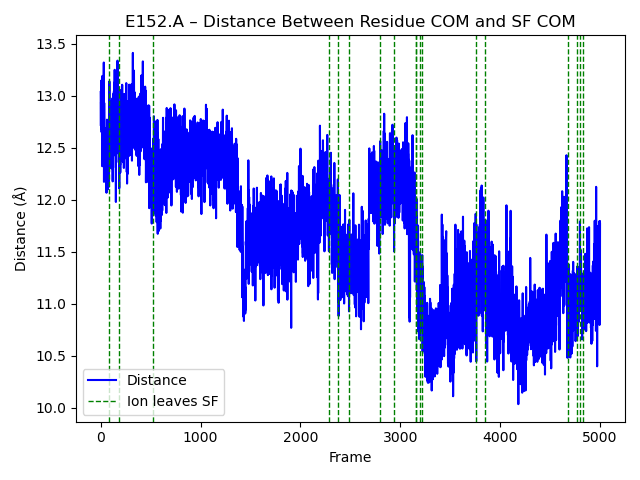 E152.A – Distance Between Residue COM and SF COM
Distance (Å)
13.5
13.0
12.5
12.0
11.5
11.0
10.5
10.0
Distance
Ion leaves SF
0 1000 2000 3000 4000 5000
Frame